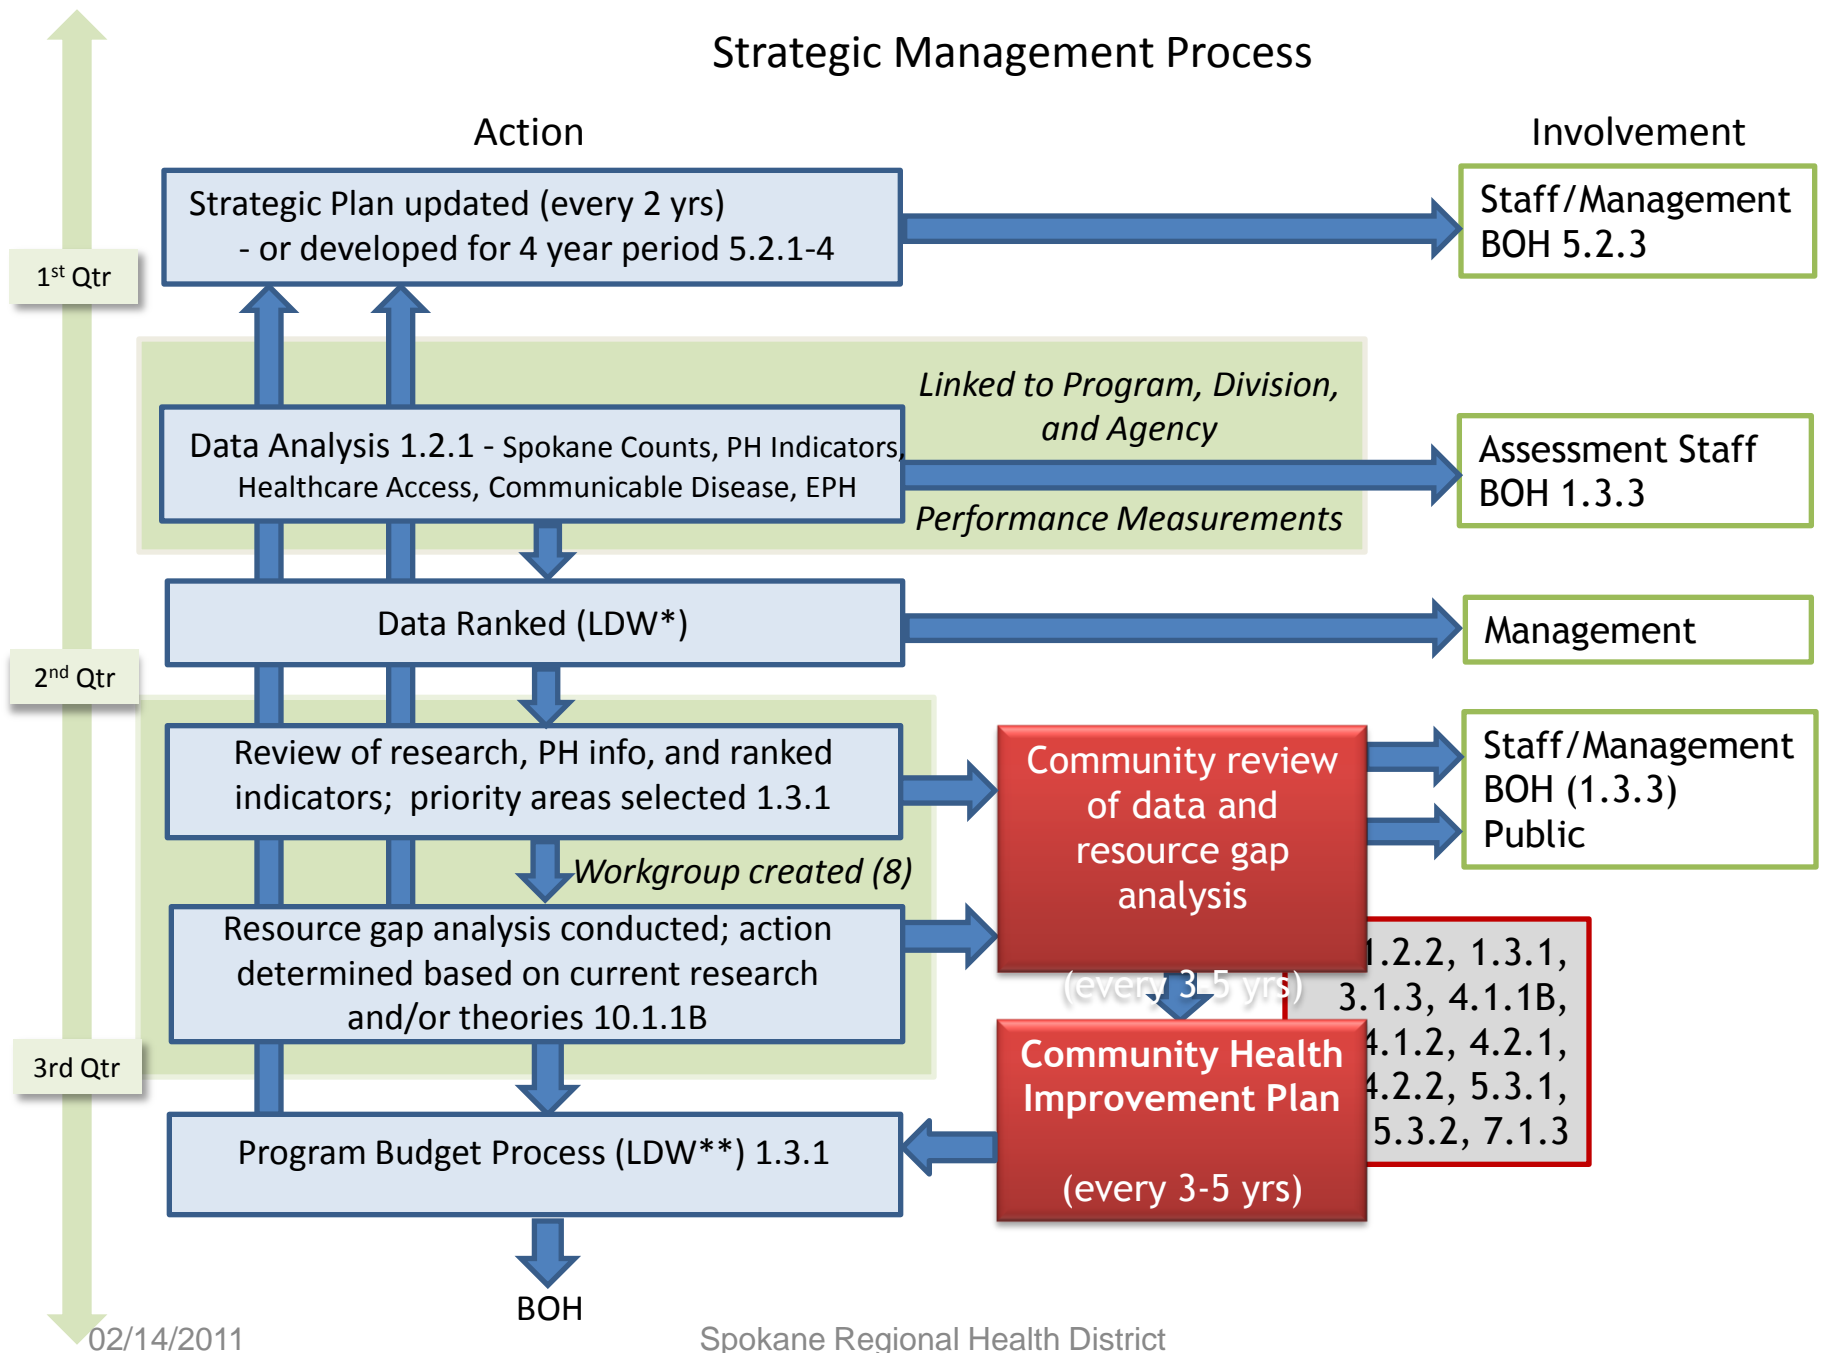 Strategic Management Process
Action
Involvement
Strategic Plan updated (every 2 yrs)
- or developed for 4 year period 5.2.1-4
Staff/Management
BOH 5.2.3
1st Qtr
Linked to Program, Division,
and Agency
Data Analysis 1.2.1 - Spokane Counts, PH Indicators,
Healthcare Access, Communicable Disease, EPH
Performance Measurements
Assessment Staff
BOH 1.3.3
Data Ranked (LDW*)
Management
2nd Qtr
Review of research, PH info, and ranked
indicators;  priority areas selected 1.3.1
Community review
of data and
resource gap
analysis
(every 3-5 yrs)
Staff/Management
BOH (1.3.3)
Public
Workgroup created (8)
Resource gap analysis conducted; action
determined based on current research
and/or theories 10.1.1B
1.2.2, 1.3.1,
3.1.3, 4.1.1B,
4.1.2, 4.2.1,
4.2.2, 5.3.1,
5.3.2, 7.1.3
3rd Qtr
Community Health
Improvement Plan
(every 3-5 yrs)
Program Budget Process (LDW**) 1.3.1
BOH
02/14/2011
Spokane Regional Health District